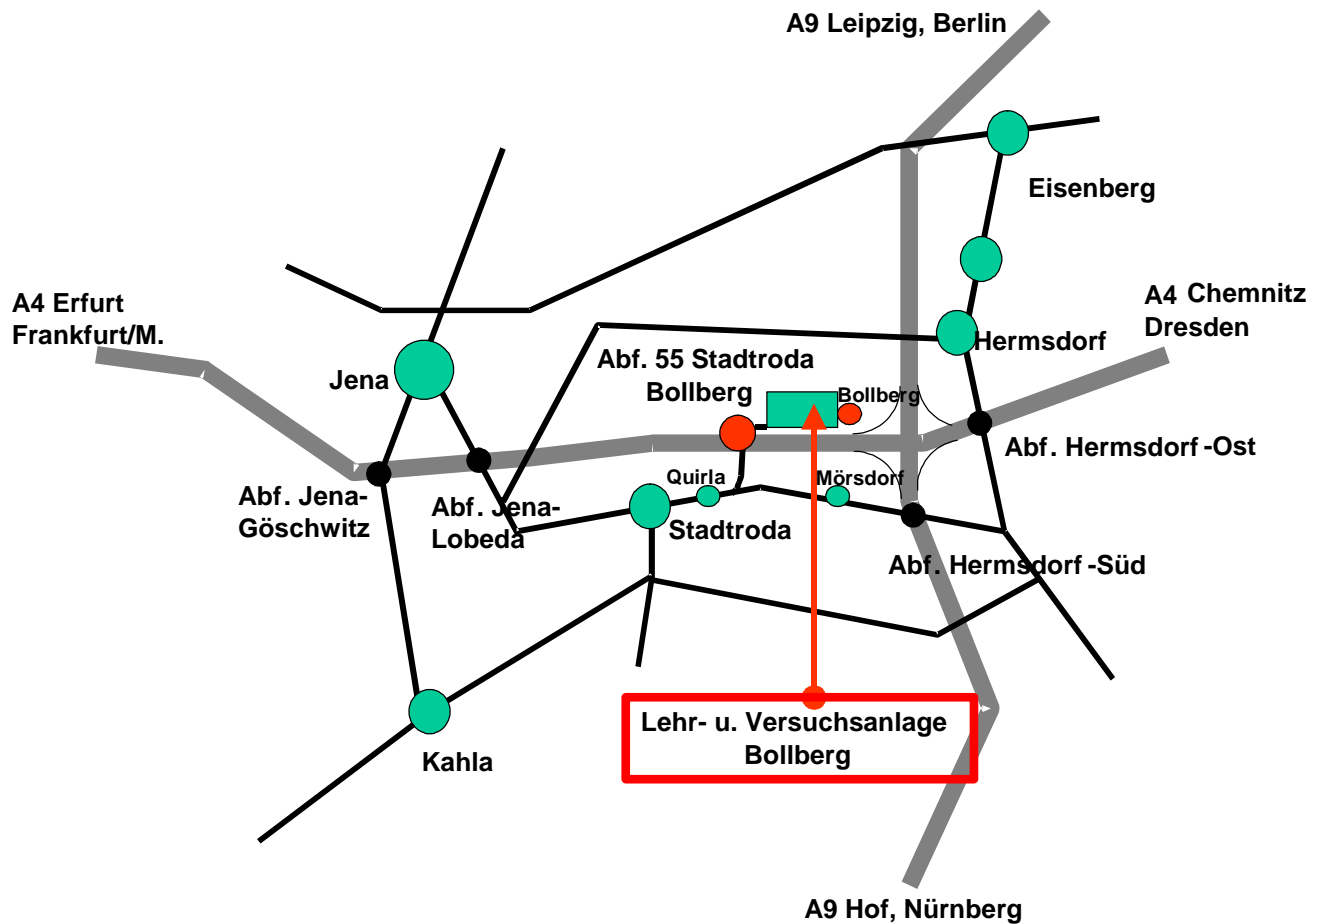 A9 Leipzig, Berlin
Eisenberg
A4 Erfurt
Frankfurt/M.
A4 Chemnitz
Dresden
Hermsdorf
Abf. 55 Stadtroda
Bollberg
Jena
Bollberg
Abf. Hermsdorf -Ost
Quirla
Mörsdorf
Abf. Jena-
Göschwitz
Abf. Jena-
Lobeda
Stadtroda
Abf. Hermsdorf -Süd
Lehr- u. Versuchsanlage
Bollberg
Kahla
A9 Hof, Nürnberg